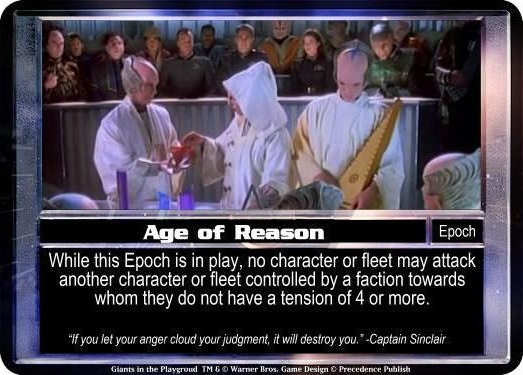 Age of Reason
Epoch
While this Epoch is in play, no character or fleet may attack
another character or fleet controlled by a faction towards
whom they do not have a tension of 4 or more.
"If you let your anger cloud your judgment, it will destroy you." -Captain Sinclair
Giants in the Playgroud TM & © Warner Bros. Game Design © Precedence Publish